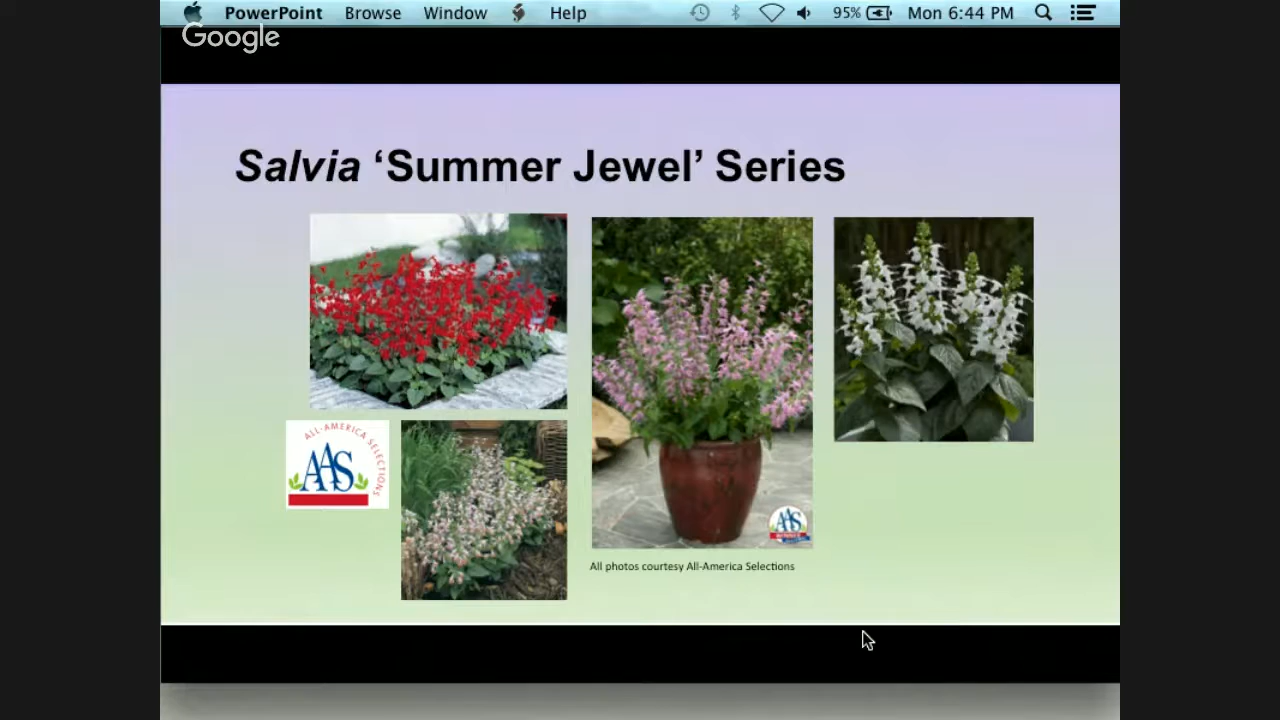 PowerPoint Browse Window Help 95% Mon 6:44 PM
Google
Salvia ‘Summer Jewel’ Series
ALL-AMERICA SELECTIONS
AAS
AAS
All photos courtesy All-America Selections